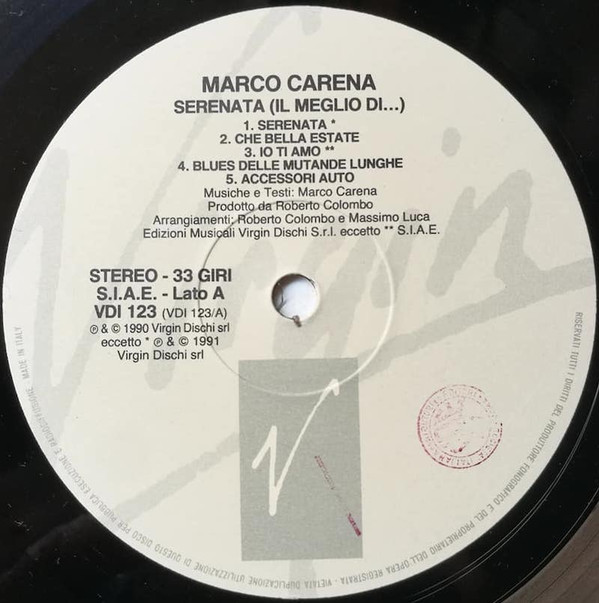 MARCO CARENA
SERENATA (IL MEGLIO DI...)
1. SERENATA *
2. CHE BELLA ESTATE
3. IO TI AMO **
4. BLUES DELLE MUTANDE LUNGHE
5. ACCESSORI AUTO
Musiche e Testi: Marco Carena
Prodotto da Roberto Colombo
Arrangiamenti: Roberto Colombo e Massimo Luca
Edizioni Musicali Virgin Dischi S.r.l. eccetto ** S.I.A.E.
STEREO - 33 GIRI
S.I.A.E. - Lato A
VDI 123 (VDI 123/A)
℗ & © 1990 Virgin Dischi srl
eccetto * ℗ & © 1991
Virgin Dischi srl
Virgin
V
RISERVATI TUTTI I DIRITTI DEL PRODUTTORE FONOGRAFICO E DEL PROPRIETARIO DELL'OPERA REGISTRATA - VIETATA DUPLICAZIONE UTILIZZAZIONE DI QUESTO DISCO PER PUBBLICA ESECUZIONE E RADIODIFFUSIONE. MADE IN ITALY